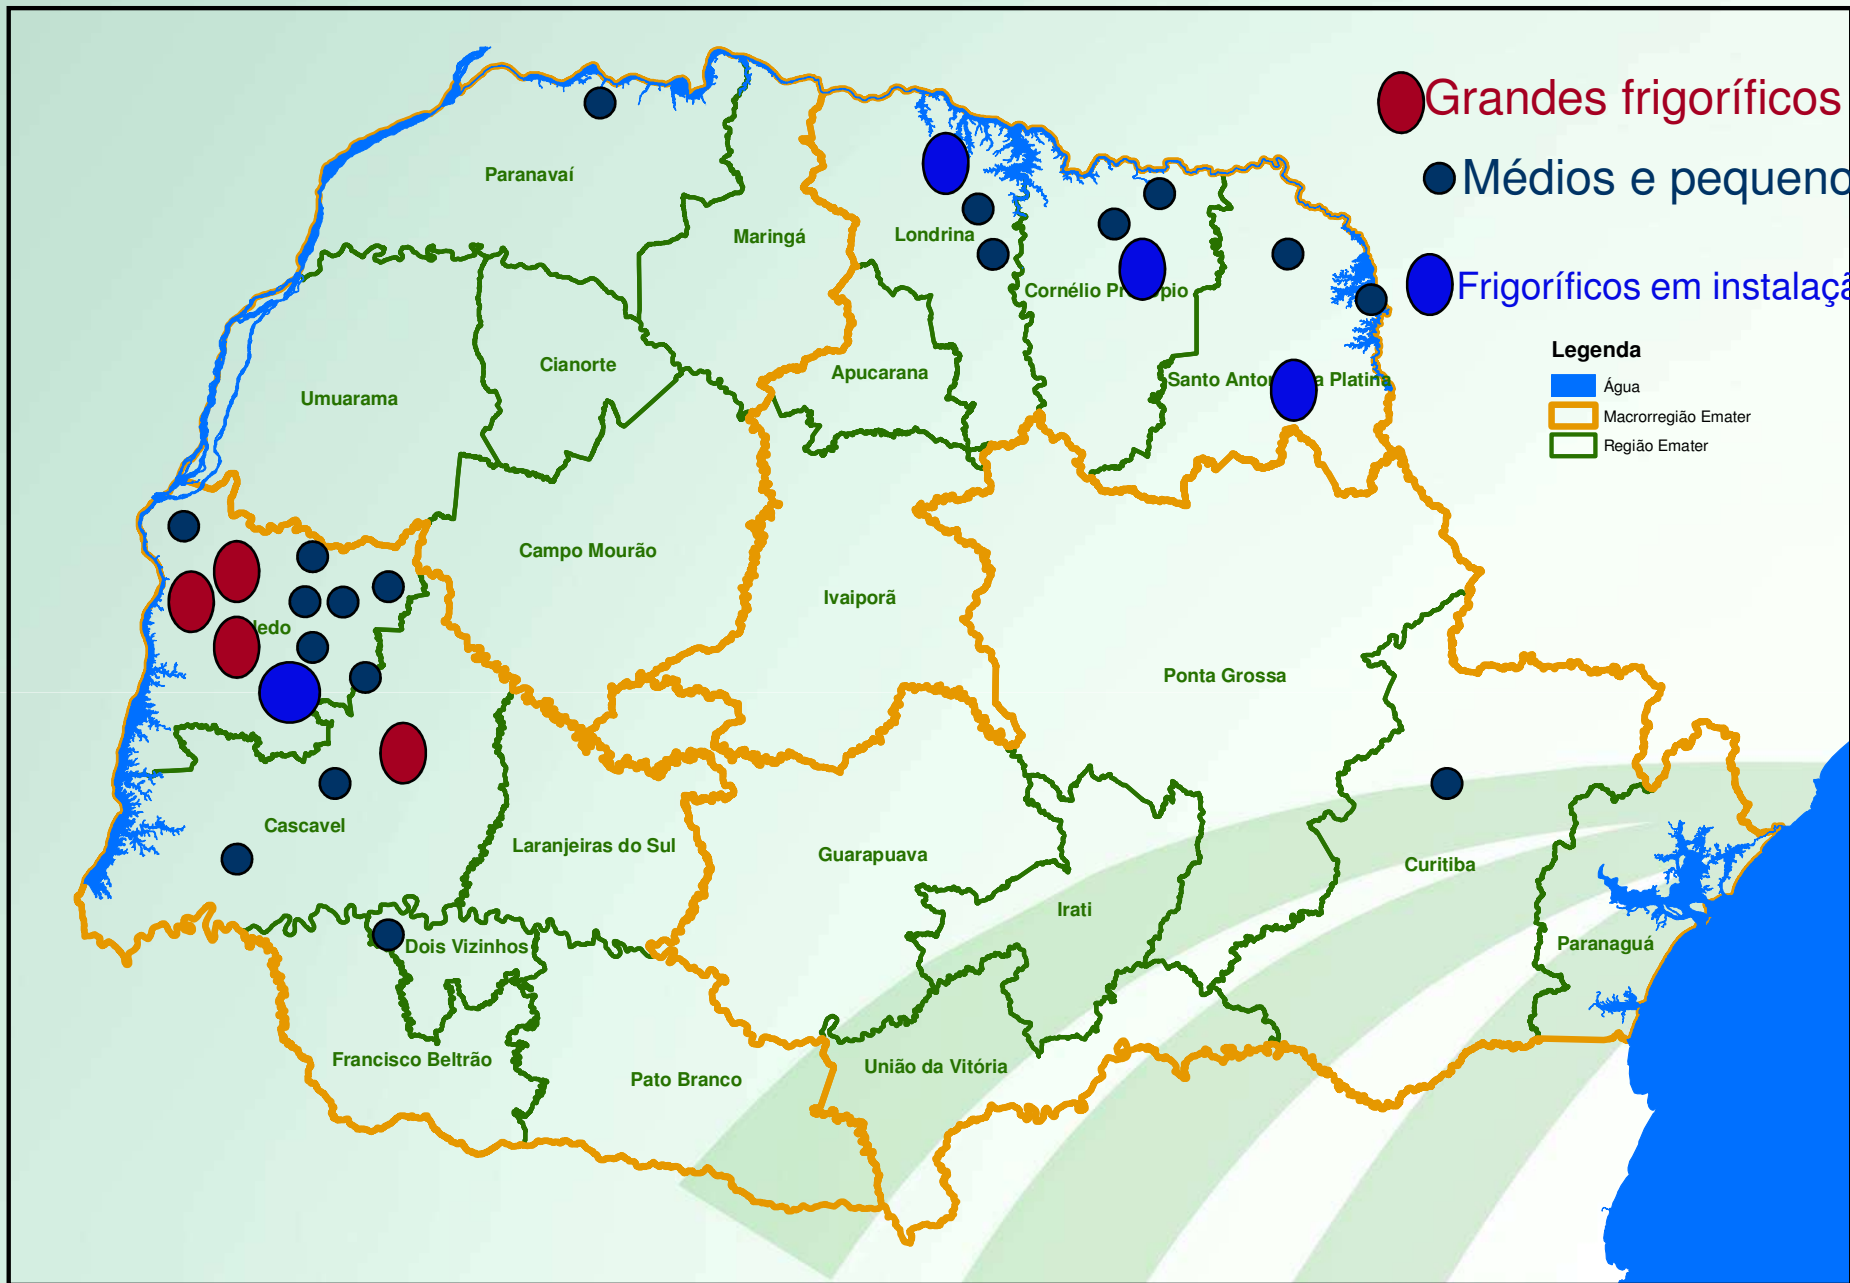 Grandes frigoríficos
Médios e pequeno
Frigoríficos em instalaçã
Legenda
Água
Macrorregião Emater
Região Emater
Paranavaí
Maringá
Londrina
Cornélio Pr opio
Santo Anton a Platina
Umuarama
Cianorte
Apucarana
Campo Mourão
Ivaiporã
ledo
Ponta Grossa
Cascavel
Laranjeiras do Sul
Guarapuava
Curitiba
Irati
Paranaguá
Dois Vizinhos
Francisco Beltrão
Pato Branco
União da Vitória